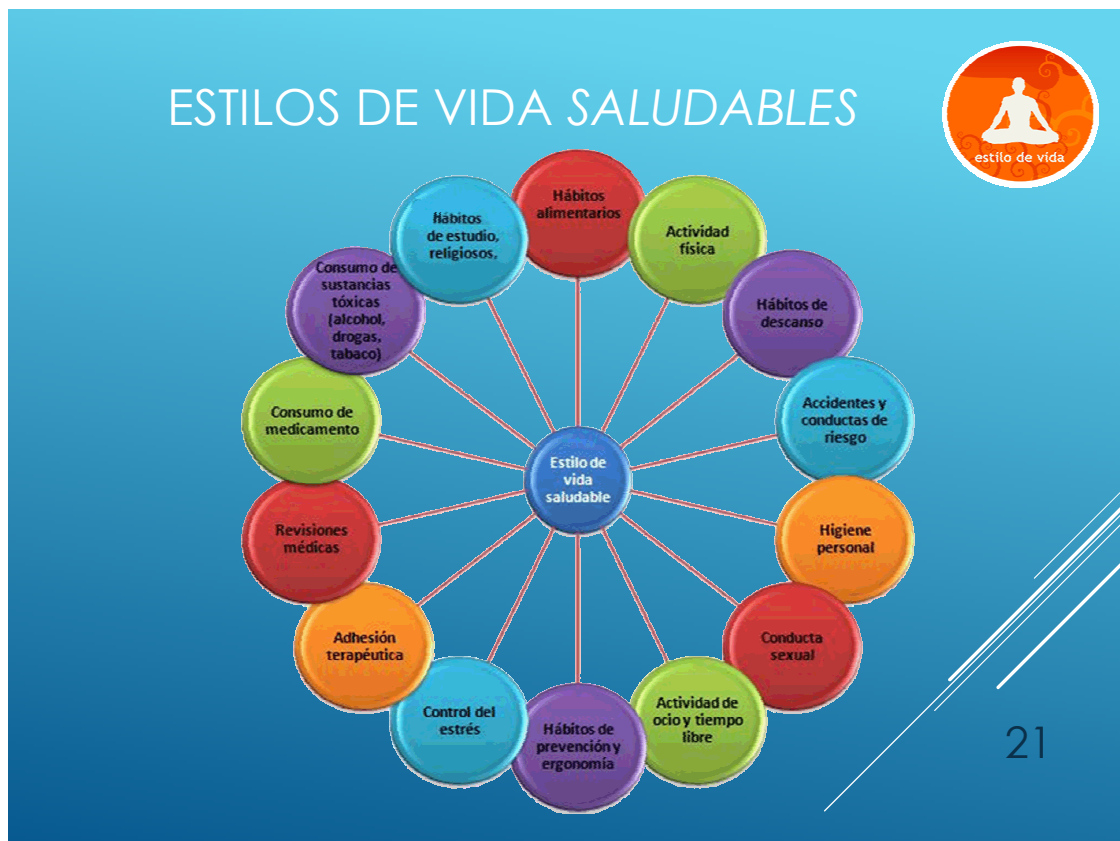 ESTILOS DE VIDA SALUDABLES
estilo de vida
Hábitos
alimentarios
Actividad
física
Hábitos de
descanso
Accidentes y
conductas de
riesgo
Higiene
personal
Conducta
sexual
Actividad de
ocio y tiempo
libre
Hábitos de
prevención y
ergonomía
Control del
estrés
Adhesión
terapéutica
Revisiones
médicas
Consumo de
medicamento
Consumo de
sustancias
tóxicas
(alcohol,
drogas,
tabaco)
Hábitos
de estudio,
religiosos,
Estilo de
vida
saludable
21